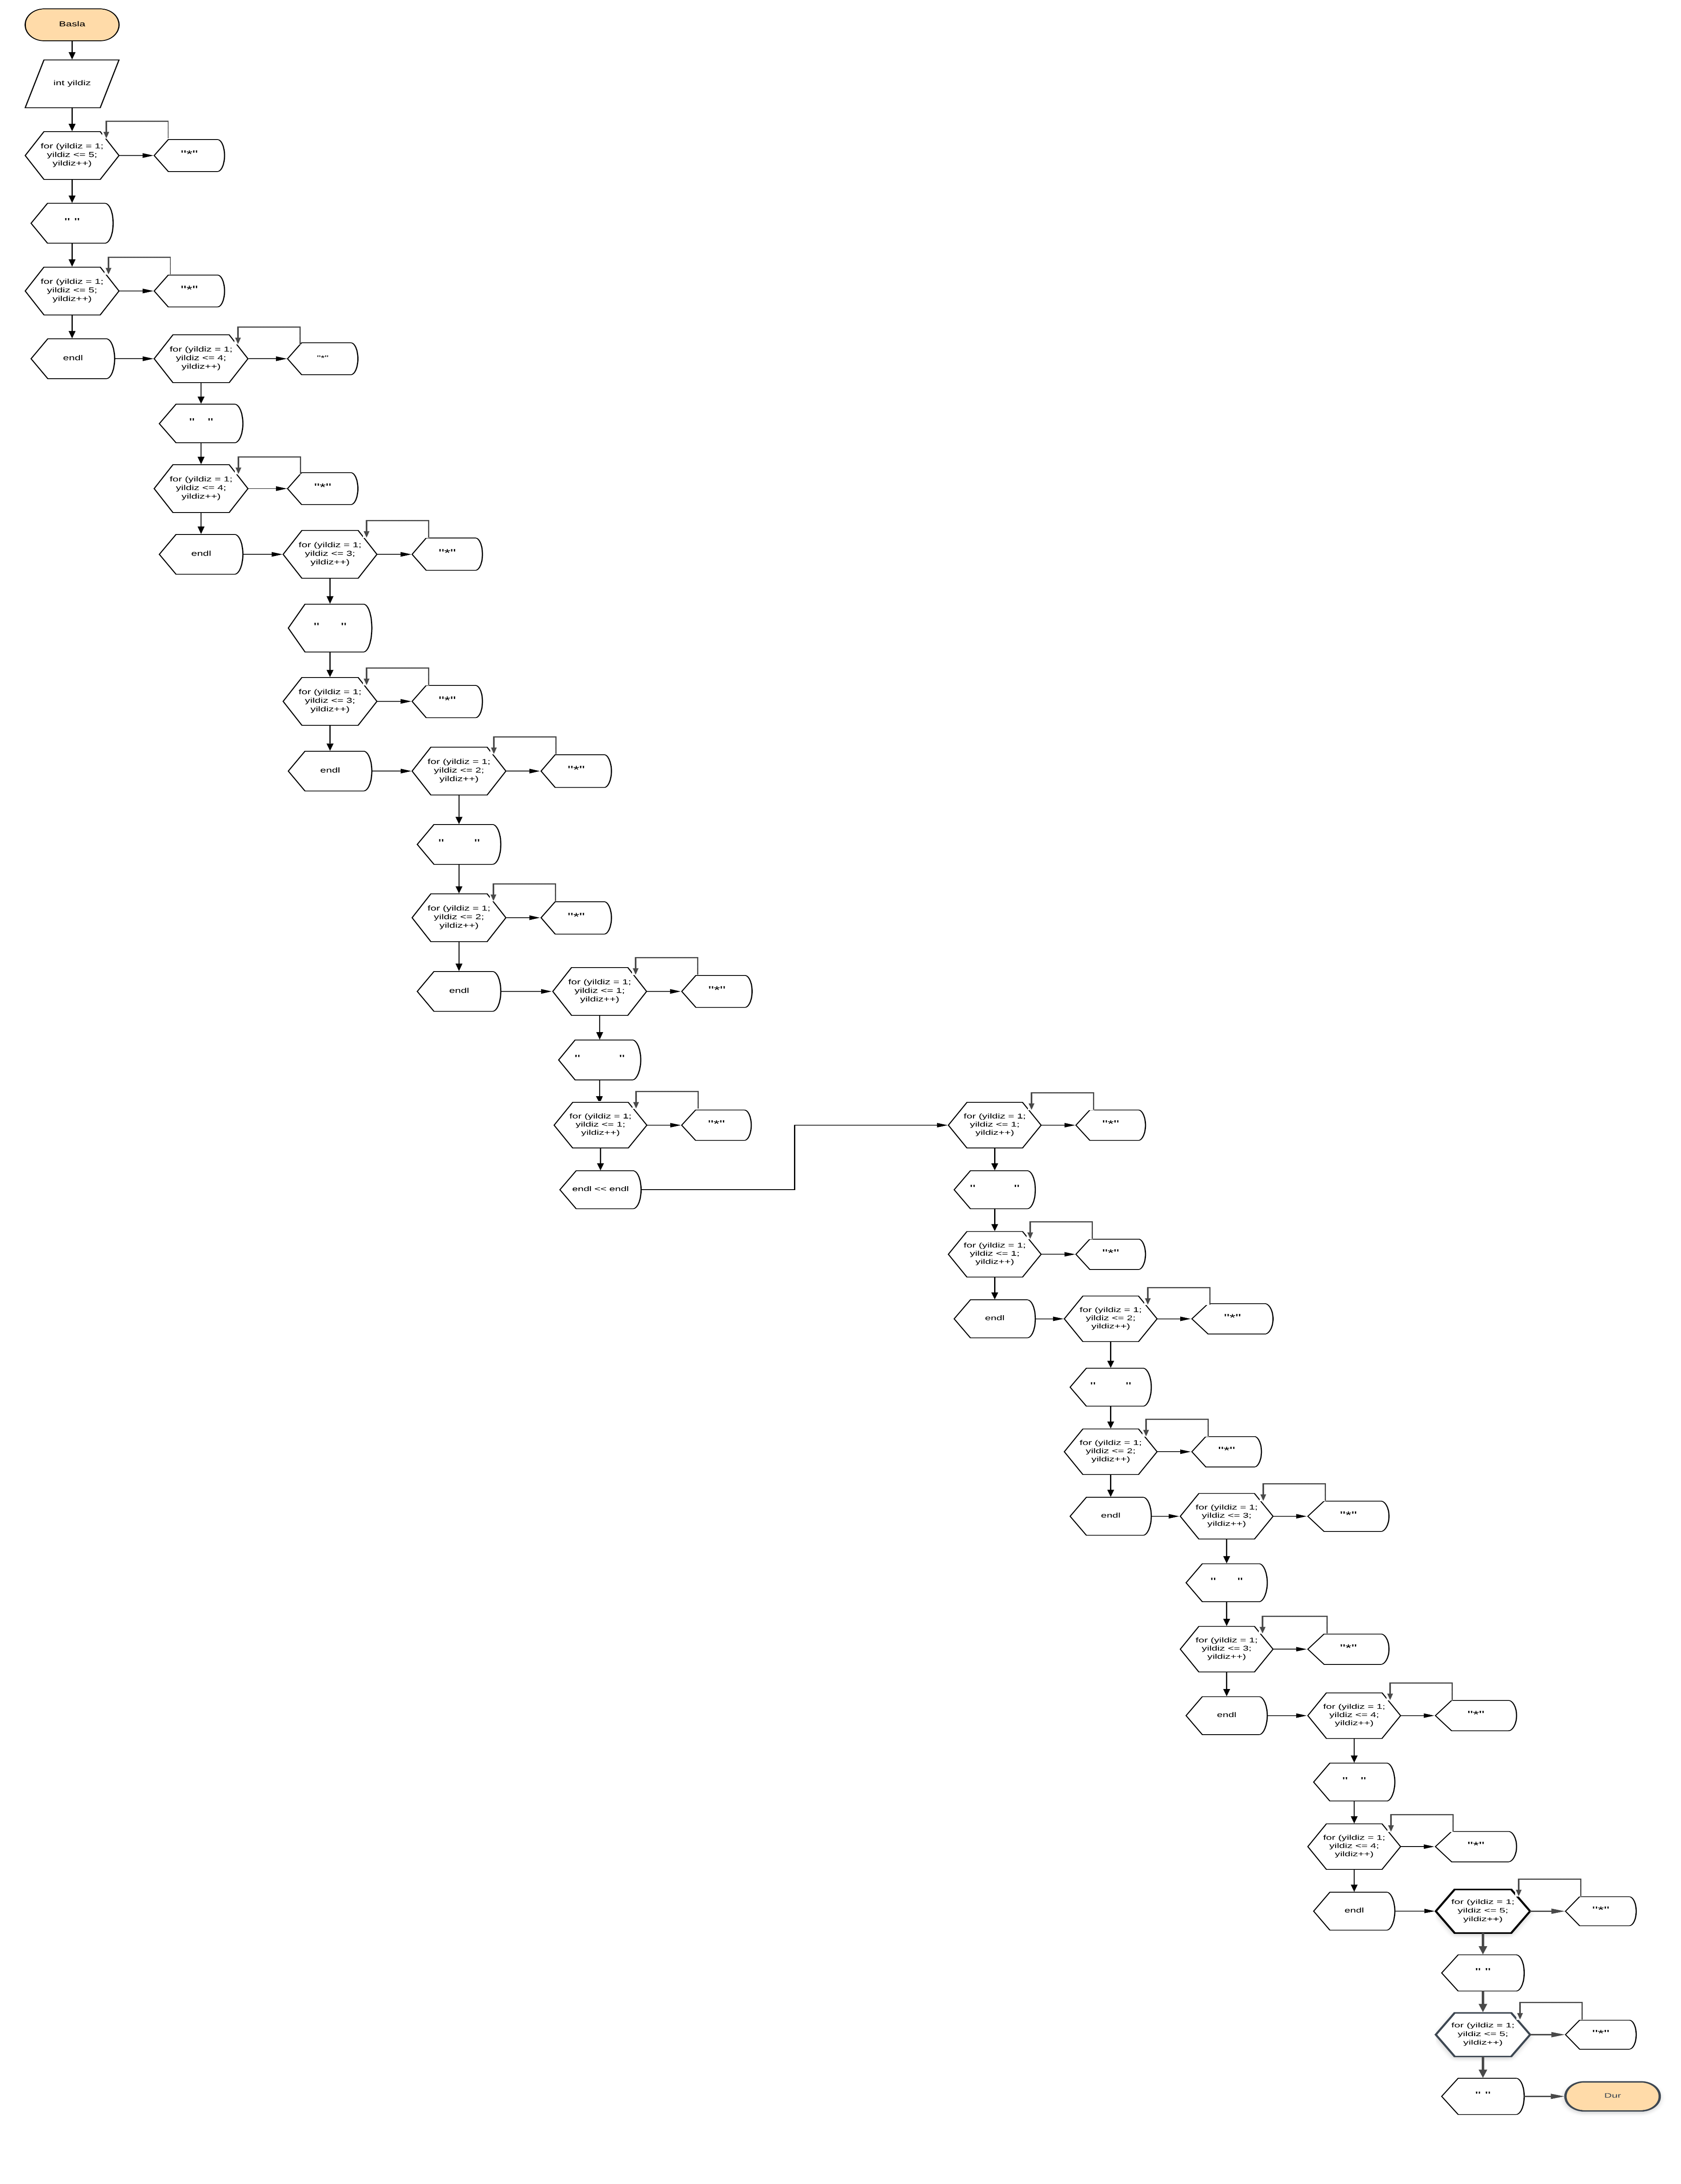 Basla
int yildiz
for (yildiz = 1;
yildiz <= 5;
yildiz++)
"*"
" "
for (yildiz = 1;
yildiz <= 5;
yildiz++)
"*"
endl
for (yildiz = 1;
yildiz <= 4;
yildiz++)
"*"
"   "
for (yildiz = 1;
yildiz <= 4;
yildiz++)
"*"
endl
for (yildiz = 1;
yildiz <= 3;
yildiz++)
"*"
"     "
for (yildiz = 1;
yildiz <= 3;
yildiz++)
"*"
endl
for (yildiz = 1;
yildiz <= 2;
yildiz++)
"*"
"       "
for (yildiz = 1;
yildiz <= 2;
yildiz++)
"*"
endl
for (yildiz = 1;
yildiz <= 1;
yildiz++)
"*"
"         "
for (yildiz = 1;
yildiz <= 1;
yildiz++)
"*"
endl << endl
for (yildiz = 1;
yildiz <= 1;
yildiz++)
"*"
"         "
for (yildiz = 1;
yildiz <= 1;
yildiz++)
"*"
endl
for (yildiz = 1;
yildiz <= 2;
yildiz++)
"*"
"       "
for (yildiz = 1;
yildiz <= 2;
yildiz++)
"*"
endl
for (yildiz = 1;
yildiz <= 3;
yildiz++)
"*"
"     "
for (yildiz = 1;
yildiz <= 3;
yildiz++)
"*"
endl
for (yildiz = 1;
yildiz <= 4;
yildiz++)
"*"
"   "
for (yildiz = 1;
yildiz <= 4;
yildiz++)
"*"
endl
for (yildiz = 1;
yildiz <= 5;
yildiz++)
"*"
" "
for (yildiz = 1;
yildiz <= 5;
yildiz++)
"*"
" "
Dur